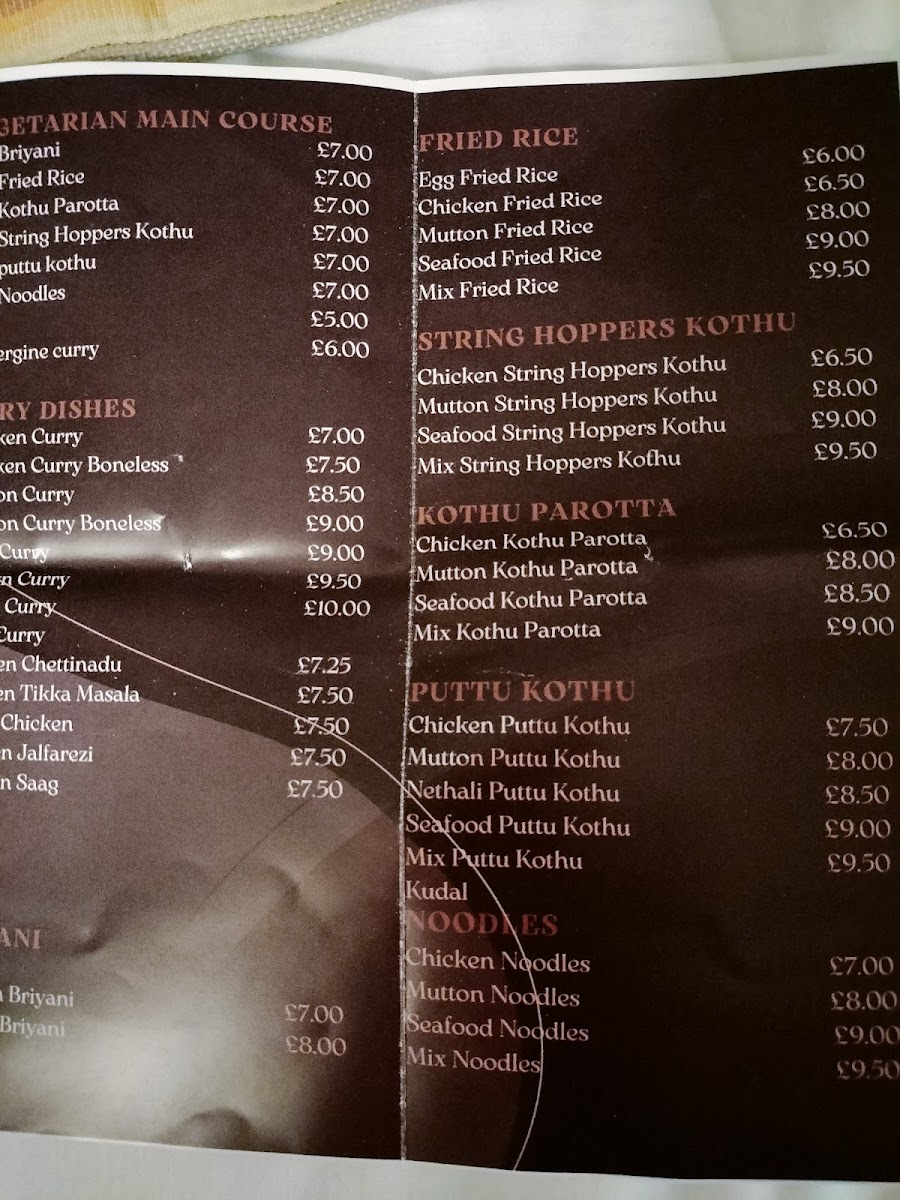 GETARIAN MAIN COURSE
Briyani £7.00
Fried Rice £7.00
Kothu Parotta £7.00
String Hoppers Kothu £7.00
puttu kothu £7.00
Noodles £7.00
£5.00
ergine curry £6.00
RY DISHES
ken Curry £7.00
ken Curry Boneless £7.50
on Curry £8.50
on Curry Boneless £9.00
Curry £9.00
n Curry £9.50
Curry £10.00
Curry
en Chettinadu £7.25
en Tikka Masala £7.50
Chicken £7.50
n Jalfarezi £7.50
n Saag £7.50
ANI
Briyani £7.00
Briyani £8.00
FRIED RICE
Egg Fried Rice £6.00
Chicken Fried Rice £6.50
Mutton Fried Rice £8.00
Seafood Fried Rice £9.00
Mix Fried Rice £9.50
STRING HOPPERS KOTHU
Chicken String Hoppers Kothu £6.50
Mutton String Hoppers Kothu £8.00
Seafood String Hoppers Kothu £9.00
Mix String Hoppers Kothu £9.50
KOTHU PAROTTA
Chicken Kothu Parotta £6.50
Mutton Kothu Parotta £8.00
Seafood Kothu Parotta £8.50
Mix Kothu Parotta £9.00
PUTTU KOTHU
Chicken Puttu Kothu £7.50
Mutton Puttu Kothu £8.00
Nethali Puttu Kothu £8.50
Seafood Puttu Kothu £9.00
Mix Puttu Kothu £9.50
Kudal
NOODLES
Chicken Noodles £7.00
Mutton Noodles £8.00
Seafood Noodles £9.00
Mix Noodles £9.50